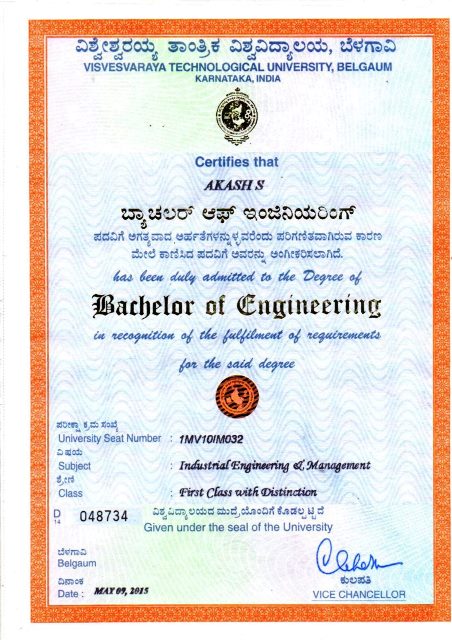 ವಿಶ್ವೇಶ್ವರಯ್ಯ ತಾಂತ್ರಿಕ ವಿಶ್ವವಿದ್ಯಾಲಯ, ಬೆಳಗಾವಿ
VISVESVARAYA TECHNOLOGICAL UNIVERSITY, BELGAUM
KARNATAKA, INDIA
Certifies that
AKASH S
ಬ್ಯಾಚಲರ್ ಆಫ್ ಇಂಜಿನಿಯರಿಂಗ್
ಪದವಿಗೆ ಅಗತ್ಯವಾದ ಅರ್ಹತೆಗಳನ್ನುಳ್ಳವರೆಂದು ಪರಿಗಣಿತವಾಗಿರುವ ಕಾರಣ
ಮೇಲೆ ಕಾಣಿಸಿದ ಪದವಿಗೆ ಅವರನ್ನು ಅಂಗೀಕರಿಸಲಾಗಿದೆ.
has been duly admitted to the Degree of
Bachelor of Engineering
in recognition of the fulfilment of requirements
for the said degree
ಪರೀಕ್ಷಾ ಕ್ರಮ ಸಂಖ್ಯೆ
University Seat Number : 1MV10IM032
ವಿಷಯ
Subject : Industrial Engineering & Management
ಶ್ರೇಣಿ
Class : First Class with Distinction
D 14 048734 ವಿಶ್ವವಿದ್ಯಾಲಯದ ಮುದ್ರೆಯೊಂದಿಗೆ ಕೊಡಲ್ಪಟ್ಟಿದೆ
Given under the seal of the University
ಬೆಳಗಾವಿ
Belgaum
ದಿನಾಂಕ
ಕುಲಪತಿ
Date : MAY 09, 2015
VICE CHANCELLOR